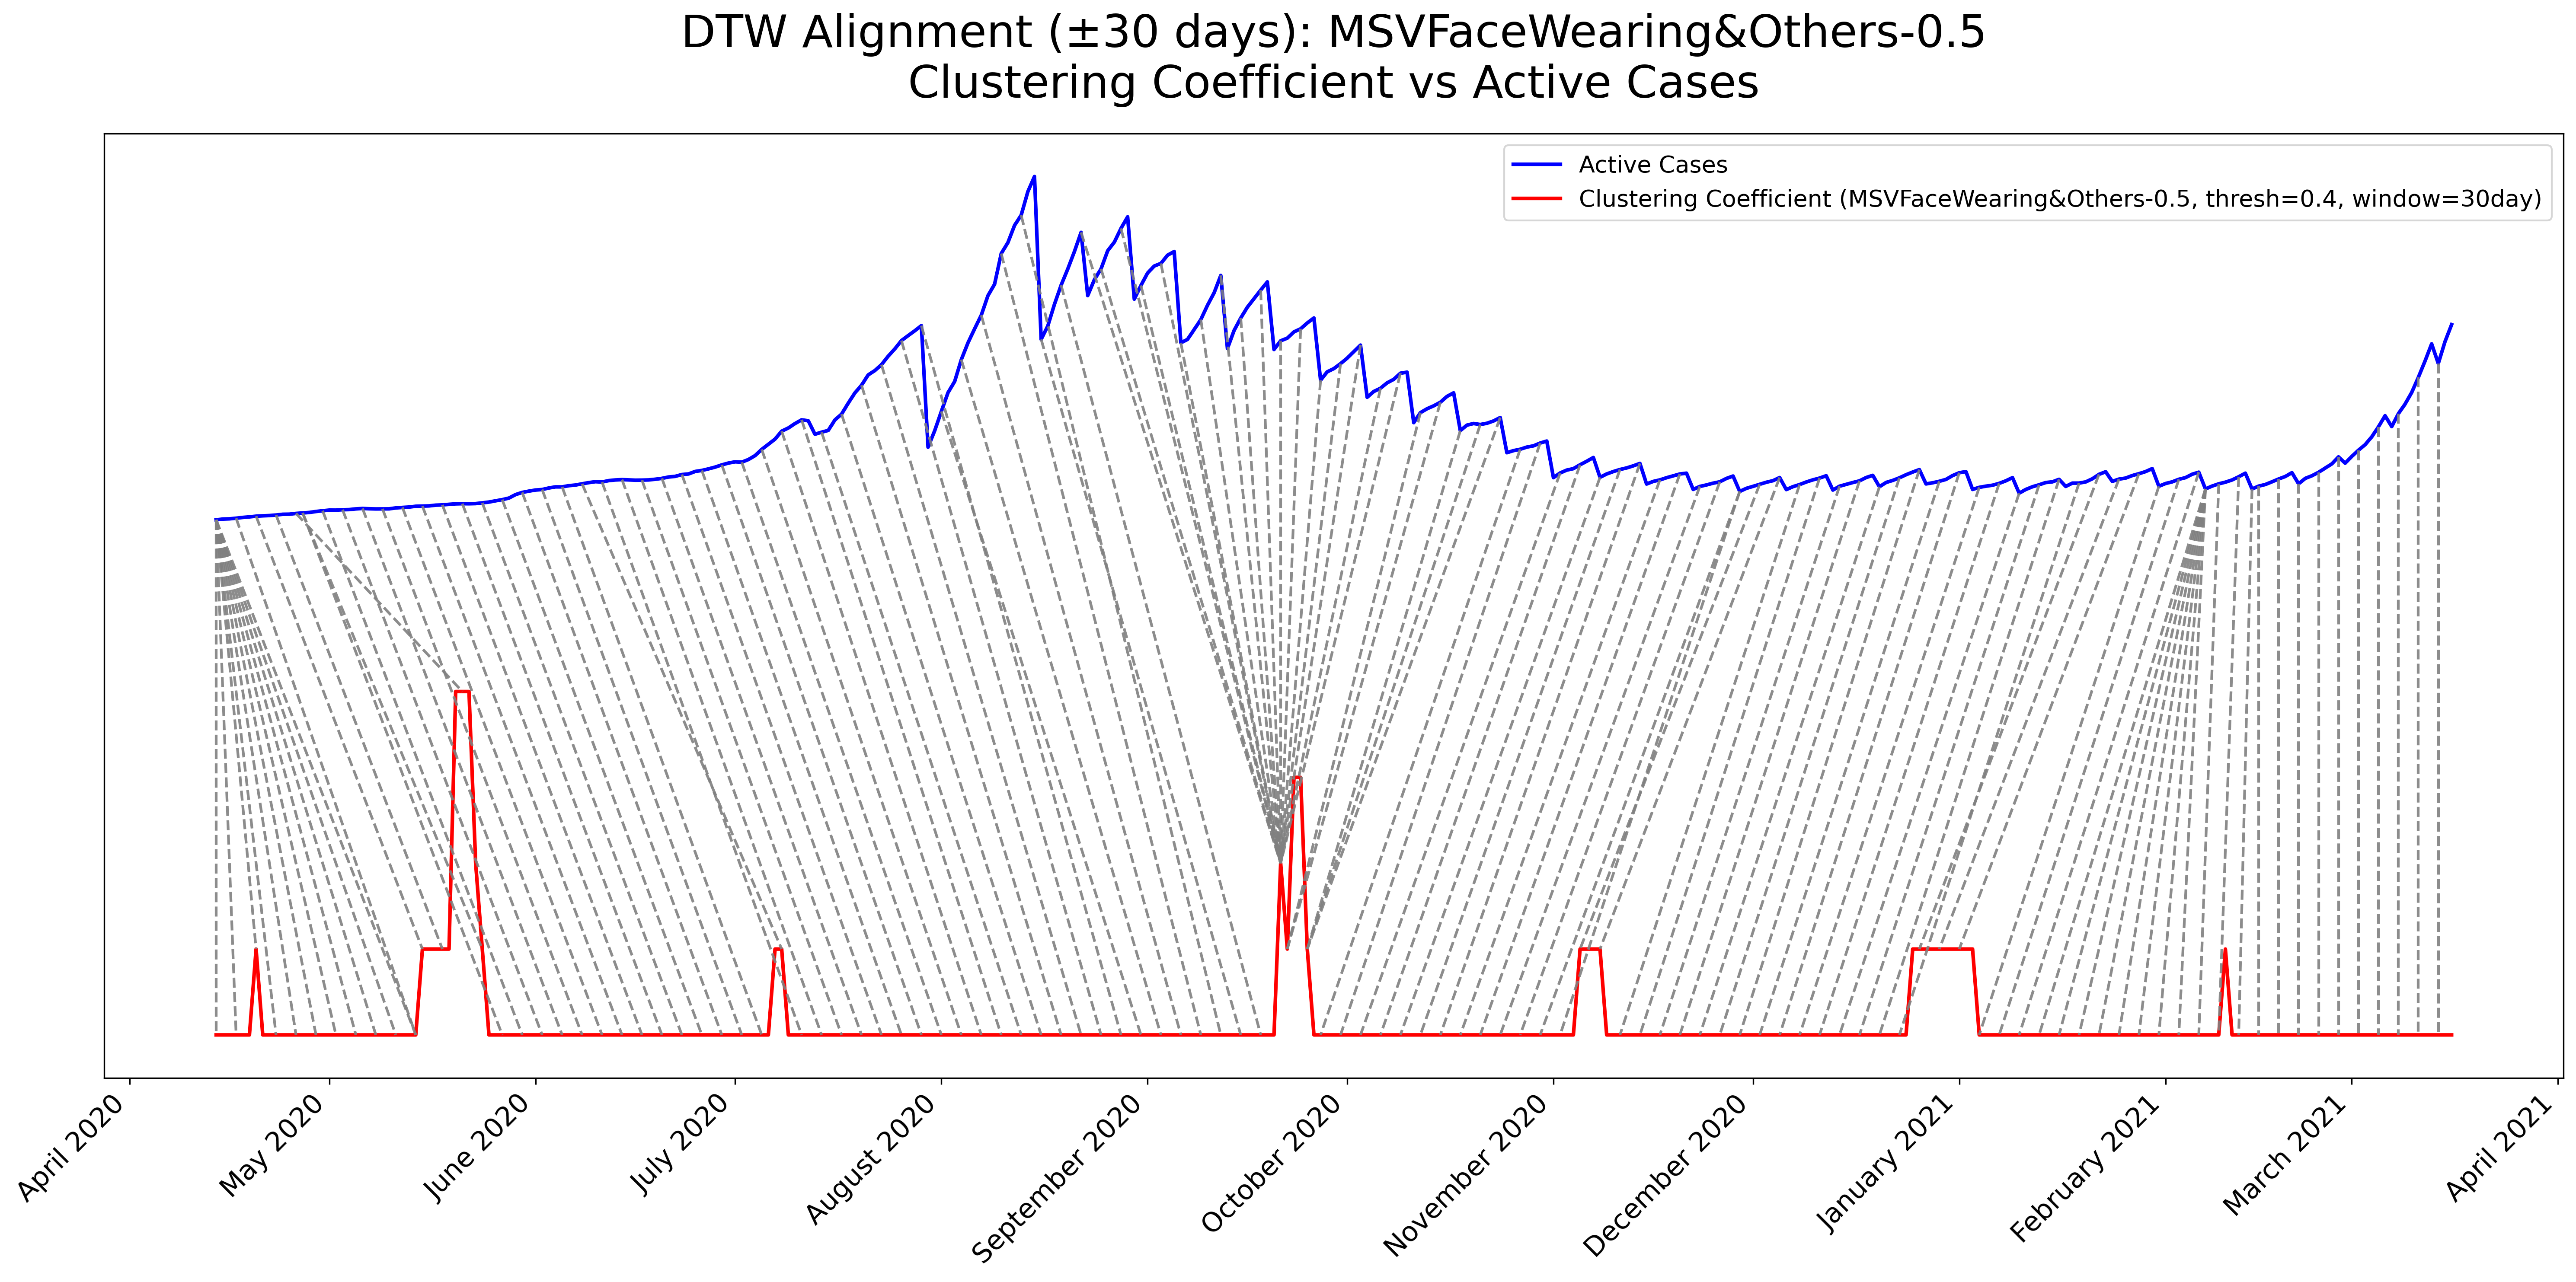 DTW Alignment (±30 days): MSVFaceWearing&Others-0.5
Clustering Coefficient vs Active Cases
Active Cases
Clustering Coefficient (MSVFaceWearing&Others-0.5, thresh=0.4, window=30day)
April 2020
May 2020
June 2020
July 2020
August 2020
September 2020
October 2020
November 2020
December 2020
January 2021
February 2021
March 2021
April 2021